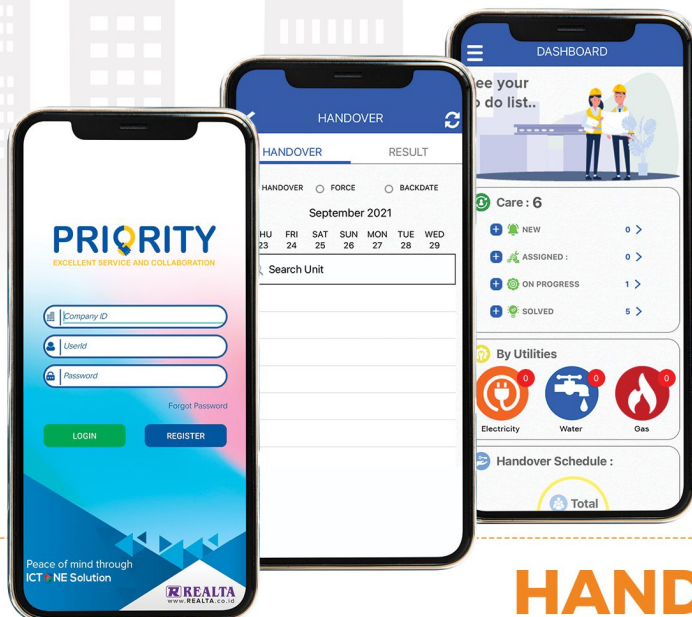 PRIORITY
EXCELLENT SERVICE AND COLLABORATION
Company ID
UserId
Password
Forgot Password
LOGIN
REGISTER
Peace of mind through
ICT NE Solution
REALTA
www.REALTA.co.id
HANDOVER
HANDOVER
RESULT
HANDOVER
FORCE
BACKDATE
September 2021
HU FRI SAT SUN MON TUE WED
23 24 25 26 27 28 29
Search Unit
DASHBOARD
ee your
o do list..
Care : 6
NEW 0 >
ASSIGNED : 0 >
ON PROGRESS 1 >
SOLVED 5 >
By Utilities
0 0 0
Electricity Water Gas
Handover Schedule :
Total
HAND